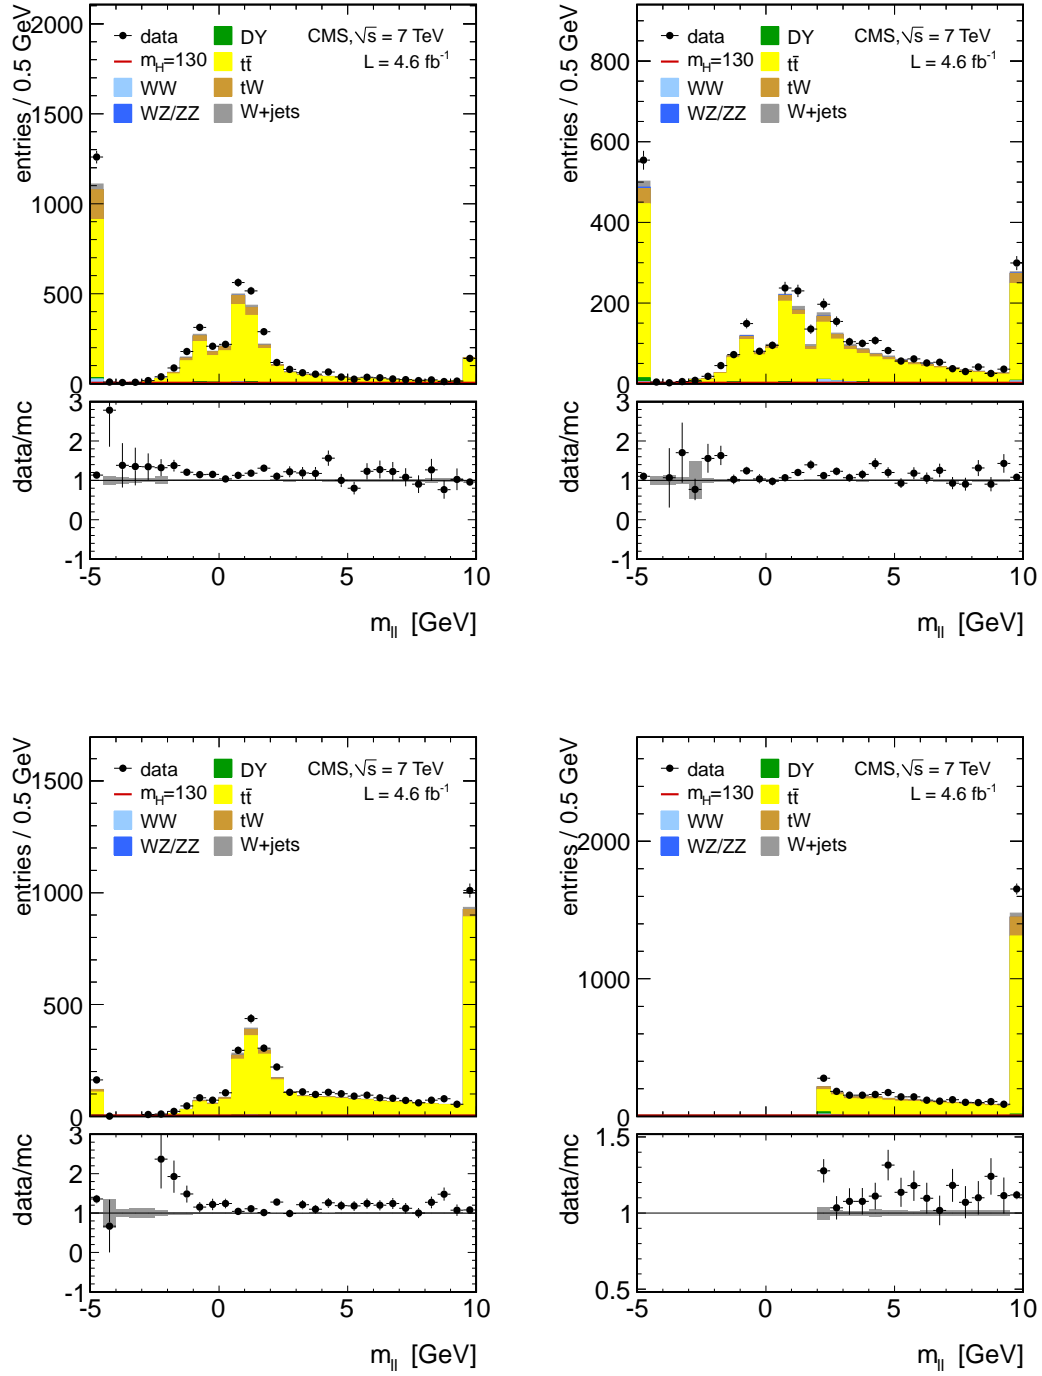 entries / 0.5 GeV
2000
1500
1000
500
0
data
m_H=130
WW
WZ/ZZ
DY
tt̄
tW
W+jets
CMS,√s = 7 TeV
L = 4.6 fb⁻¹
data/mc
3
2
1
0
-1
-5 0 5 10
m_ll [GeV]
entries / 0.5 GeV
800
600
400
200
0
data
m_H=130
WW
WZ/ZZ
DY
tt̄
tW
W+jets
CMS,√s = 7 TeV
L = 4.6 fb⁻¹
data/mc
3
2
1
0
-1
-5 0 5 10
m_ll [GeV]
entries / 0.5 GeV
1500
1000
500
0
data
m_H=130
WW
WZ/ZZ
DY
tt̄
tW
W+jets
CMS,√s = 7 TeV
L = 4.6 fb⁻¹
data/mc
3
2
1
0
-1
-5 0 5 10
m_ll [GeV]
entries / 0.5 GeV
2000
1000
0
data
m_H=130
WW
WZ/ZZ
DY
tt̄
tW
W+jets
CMS,√s = 7 TeV
L = 4.6 fb⁻¹
data/mc
1.5
1
0.5
-5 0 5 10
m_ll [GeV]